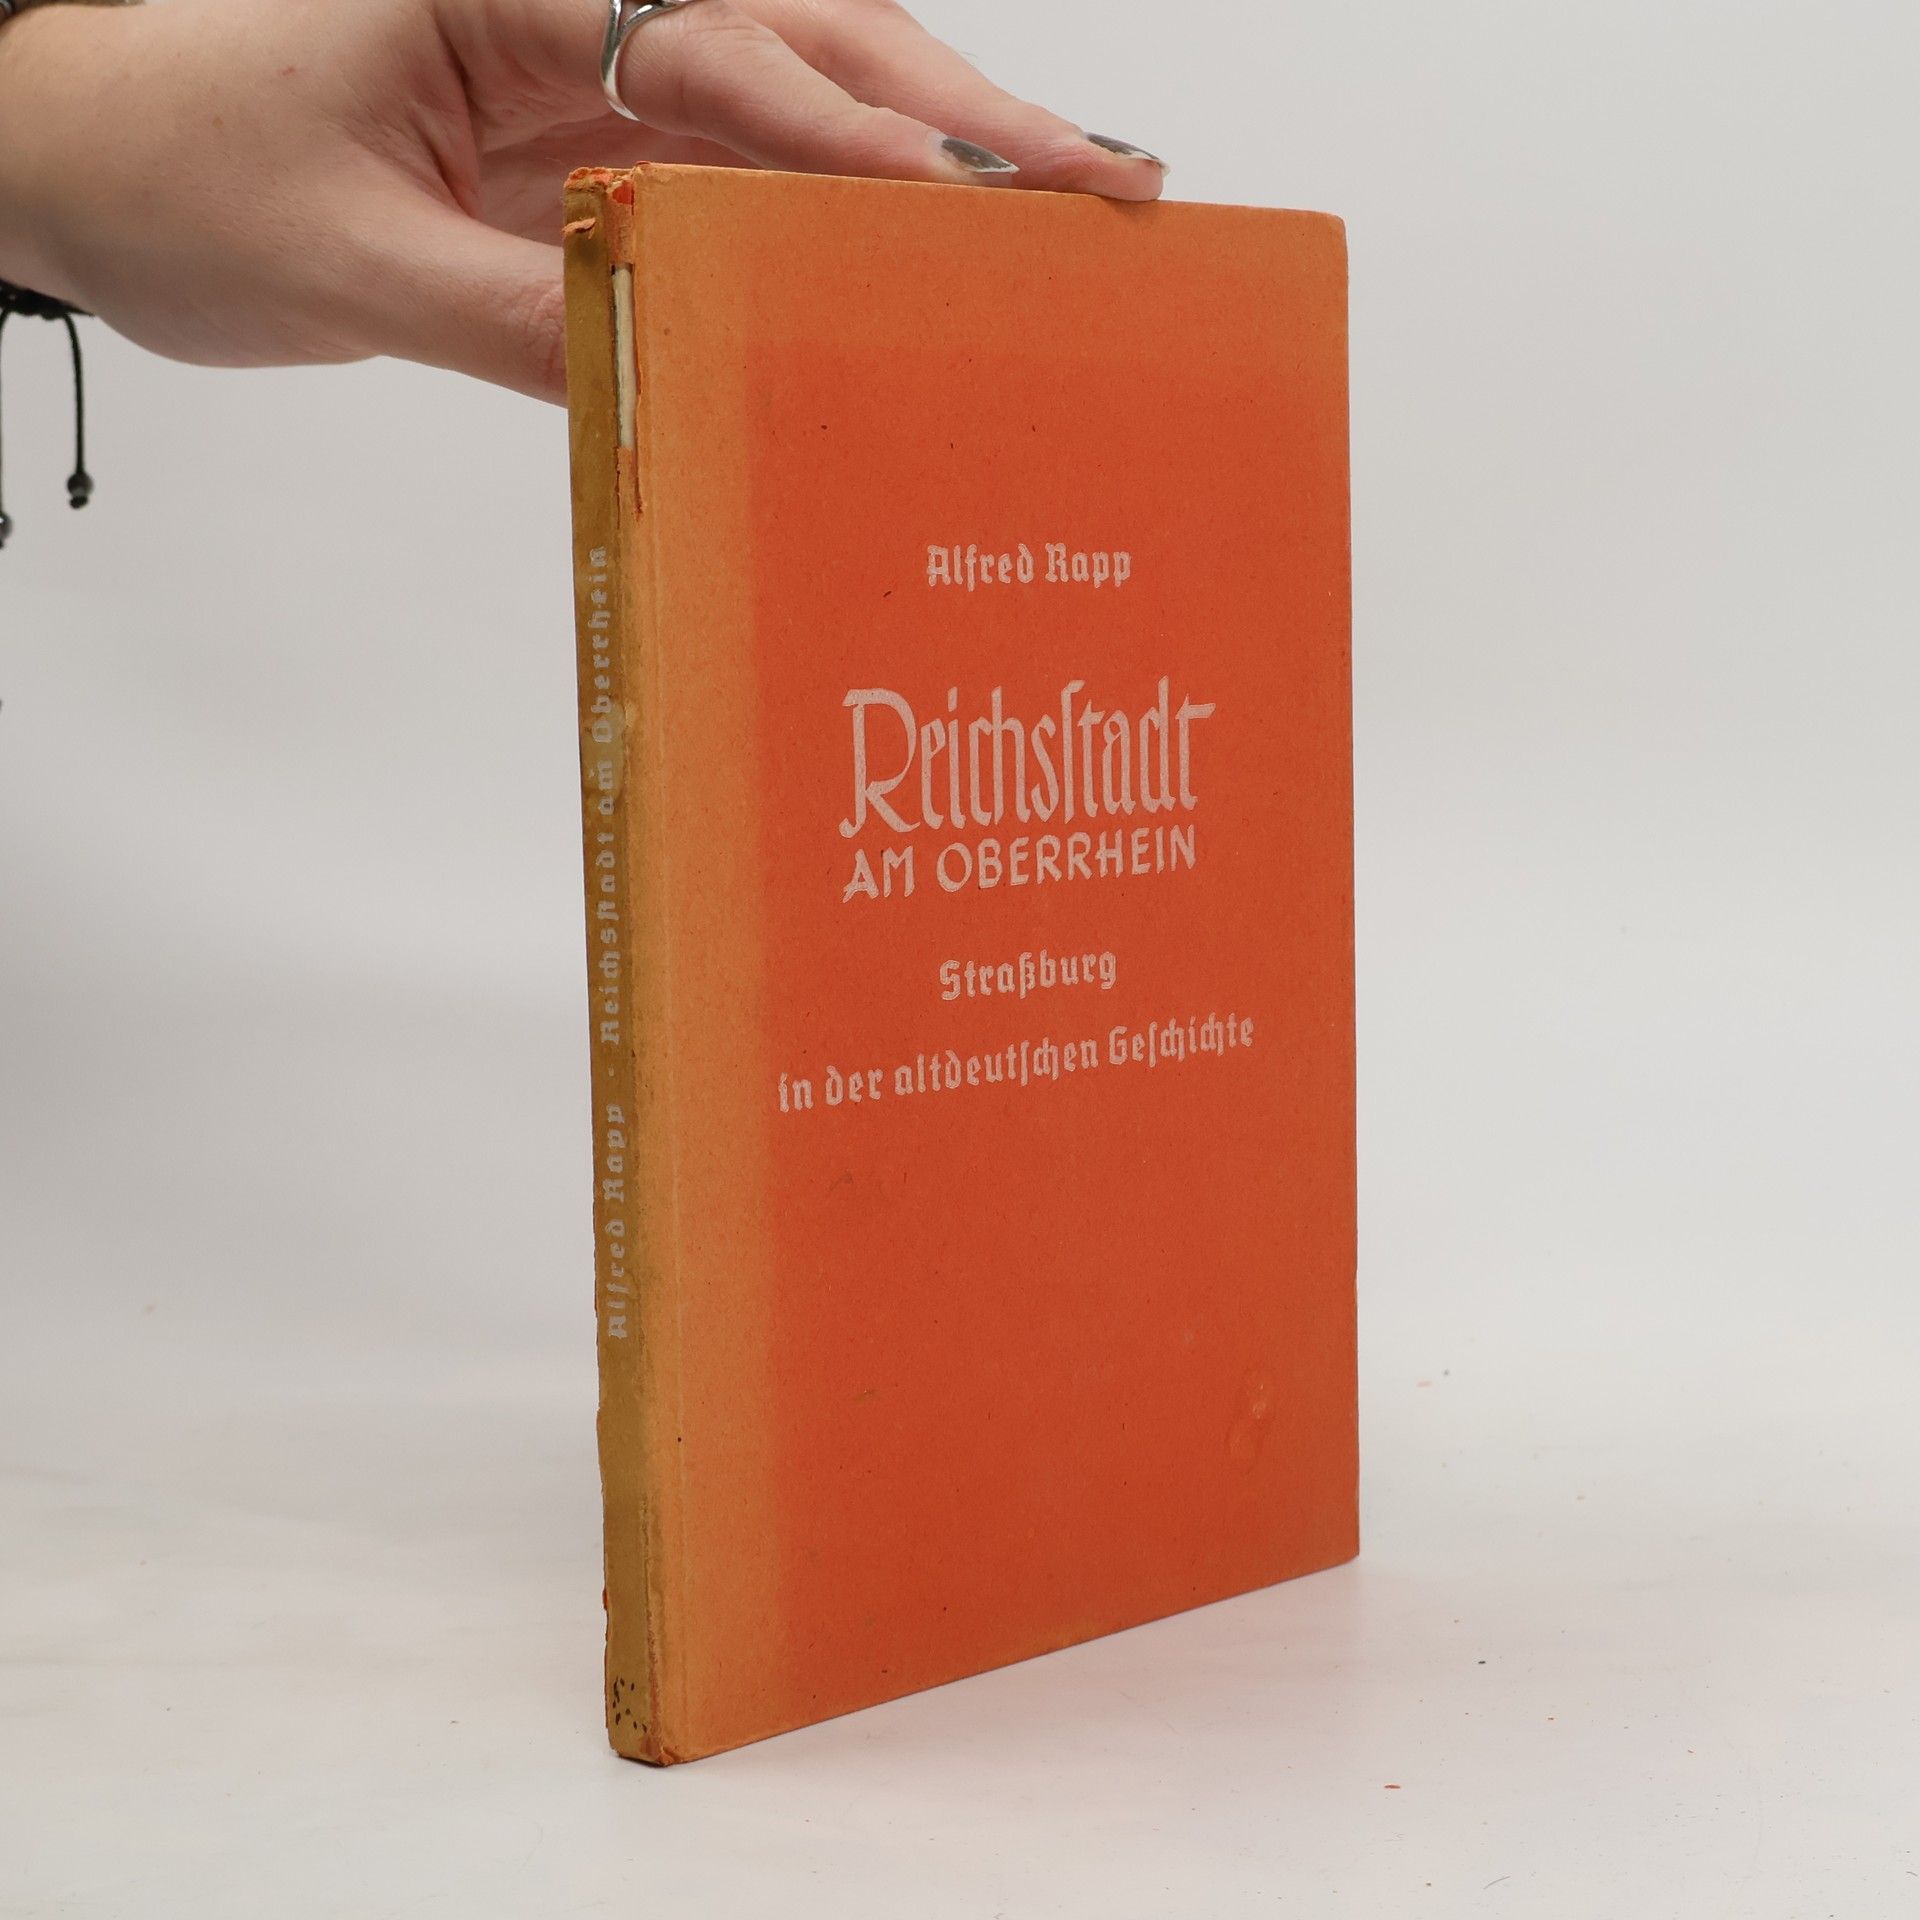 Alfred Rapp
Reichsſtadt
AM OBERRHEIN
Straßburg
in der altdeutſchen Geſchichte
Alfred Rapp · Reichsſtadt am Oberrhein